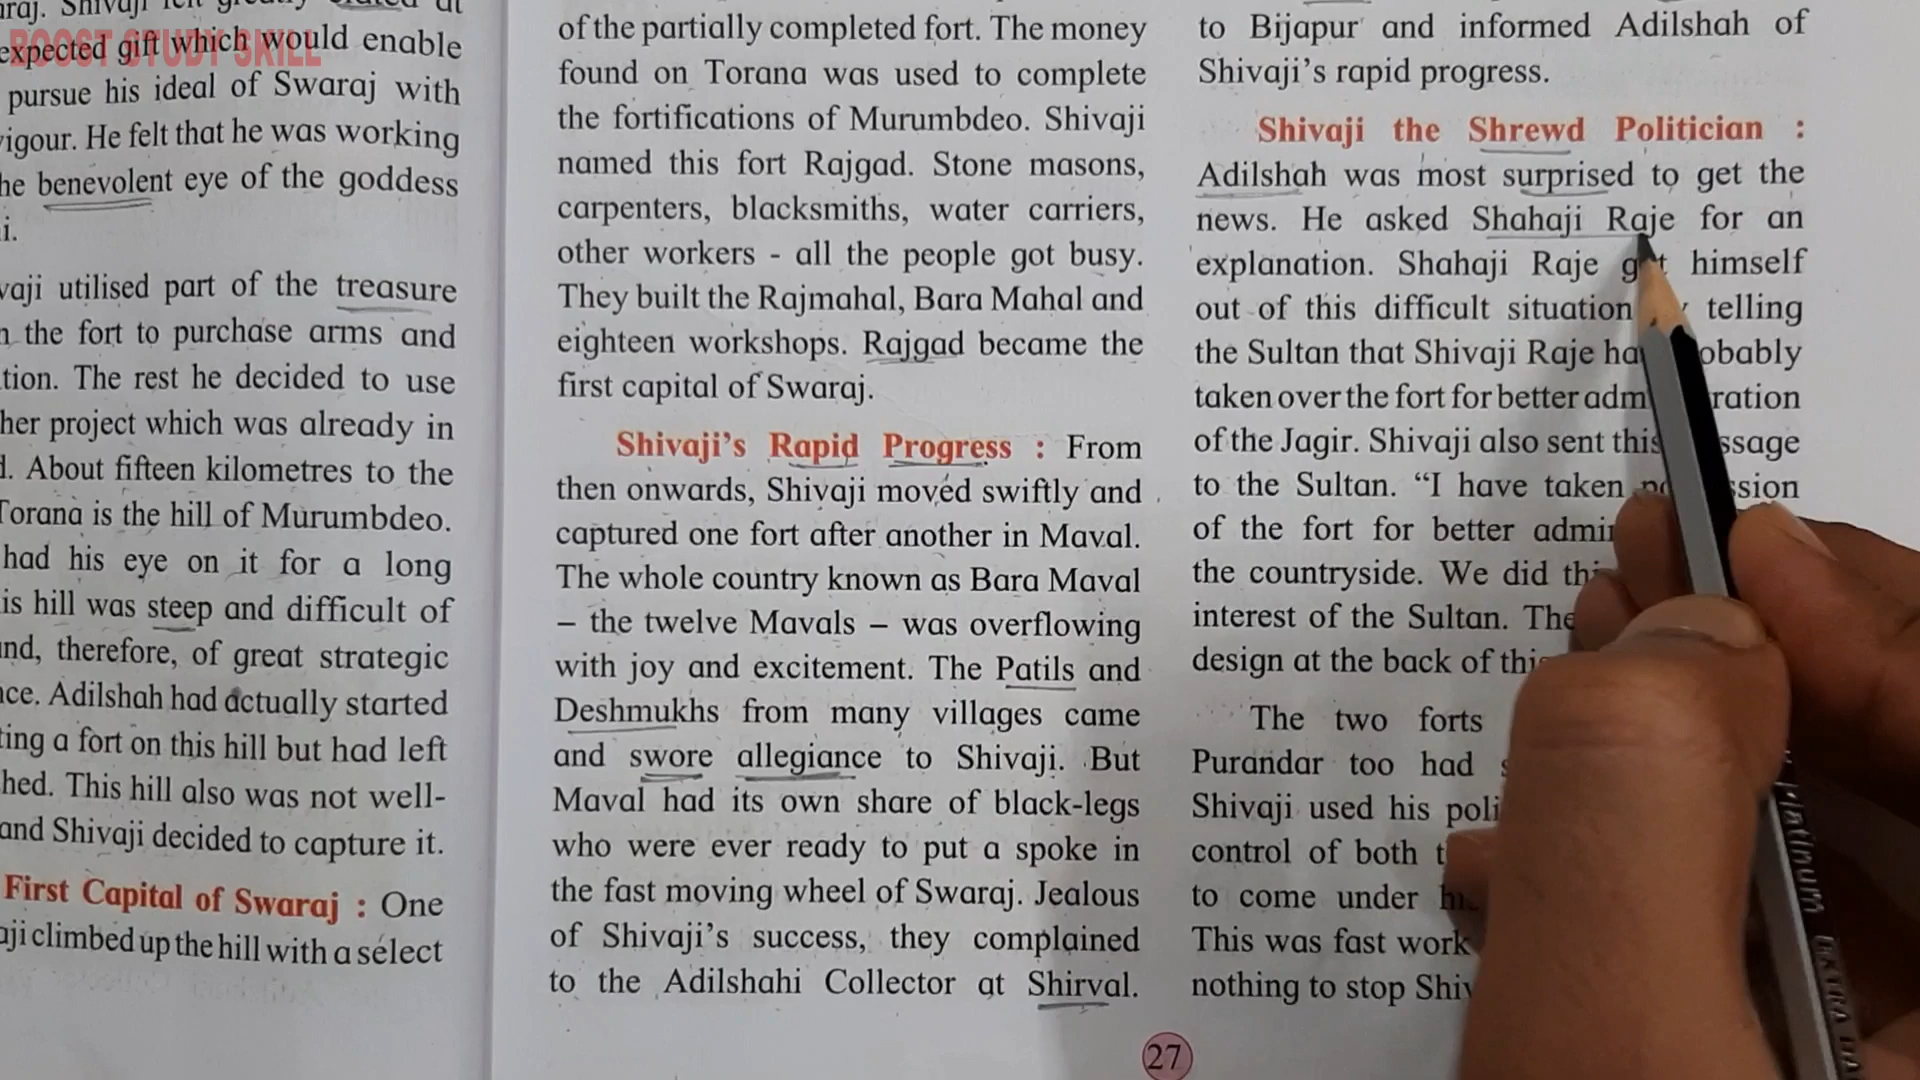 BOOST STUDY SKILL
Shivaji felt greatly elated at
expected gift which would enable
pursue his ideal of Swaraj with
vigour. He felt that he was working
benevolent eye of the goddess
utilised part of the treasure
the fort to purchase arms and
The rest he decided to use
project which was already in
About fifteen kilometres to the
Torana is the hill of Murumbdeo.
had his eye on it for a long
hill was steep and difficult of
therefore, of great strategic
Adilshah had actually started
a fort on this hill but had left
This hill also was not well-
and Shivaji decided to capture it.
First Capital of Swaraj : One
climbed up the hill with a select
of the partially completed fort. The money
found on Torana was used to complete
the fortifications of Murumbdeo. Shivaji
named this fort Rajgad. Stone masons,
carpenters, blacksmiths, water carriers,
other workers - all the people got busy.
They built the Rajmahal, Bara Mahal and
eighteen workshops. Rajgad became the
first capital of Swaraj.
Shivaji's Rapid Progress : From
then onwards, Shivaji moved swiftly and
captured one fort after another in Maval.
The whole country known as Bara Maval
– the twelve Mavals – was overflowing
with joy and excitement. The Patils and
Deshmukhs from many villages came
and swore allegiance to Shivaji. But
Maval had its own share of black-legs
who were ever ready to put a spoke in
the fast moving wheel of Swaraj. Jealous
of Shivaji's success, they complained
to the Adilshahi Collector at Shirval.
to Bijapur and informed Adilshah of
Shivaji's rapid progress.
Shivaji the Shrewd Politician :
Adilshah was most surprised to get the
news. He asked Shahaji Raje for an
explanation. Shahaji Raje himself
out of this difficult situation telling
the Sultan that Shivaji Raje
taken over the fort for better
of the Jagir. Shivaji also sent this
to the Sultan. "I have taken
of the fort for better
the countryside. We did
interest of the Sultan.
design at the back of
The two forts
Purandar too had
Shivaji used his
control of both
to come under
This was fast work
nothing to stop
27
Platinum EXTRA